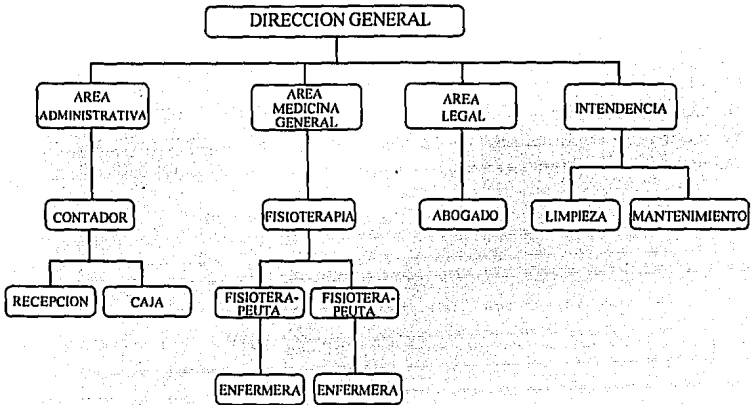 DIRECCION GENERAL
AREA
ADMINISTRATIVA
AREA
MEDICINA
GENERAL
AREA
LEGAL
INTENDENCIA
CONTADOR
FISIOTERAPIA
ABOGADO
LIMPIEZA
MANTENIMIENTO
RECEPCION
CAJA
FISIOTERA-
PEUTA
FISIOTERA-
PEUTA
ENFERMERA
ENFERMERA